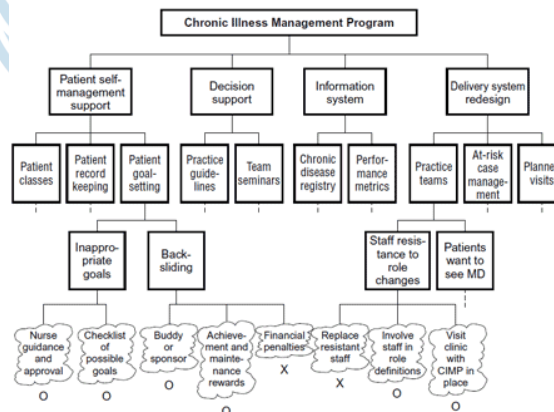 Chronic Illness Management Program
Patient self-
management
support
Decision
support
Information
system
Delivery system
redesign
Patient
classes
Patient
record
keeping
Patient
goal-
setting
Practice
guide-
lines
Team
seminars
Chronic
disease
registry
Perfor-
mance
metrics
Practice
teams
At-risk
case
manage-
ment
Planne
visits
Inappro-
priate
goals
Back-
sliding
Staff resis-
tance to
role
changes
Patients
want to
see MD
Nurse
guidance
and
approval
Checklist
of
possible
goals
Buddy
or
sponsor
Achieve-
ment and
mainte-
nance
rewards
Financial
penalties
Replace
resistant
staff
Involve
staff in
role
definitions
Visit
clinic
with
CIMP in
place
O
O
O
O
X
X
O
O